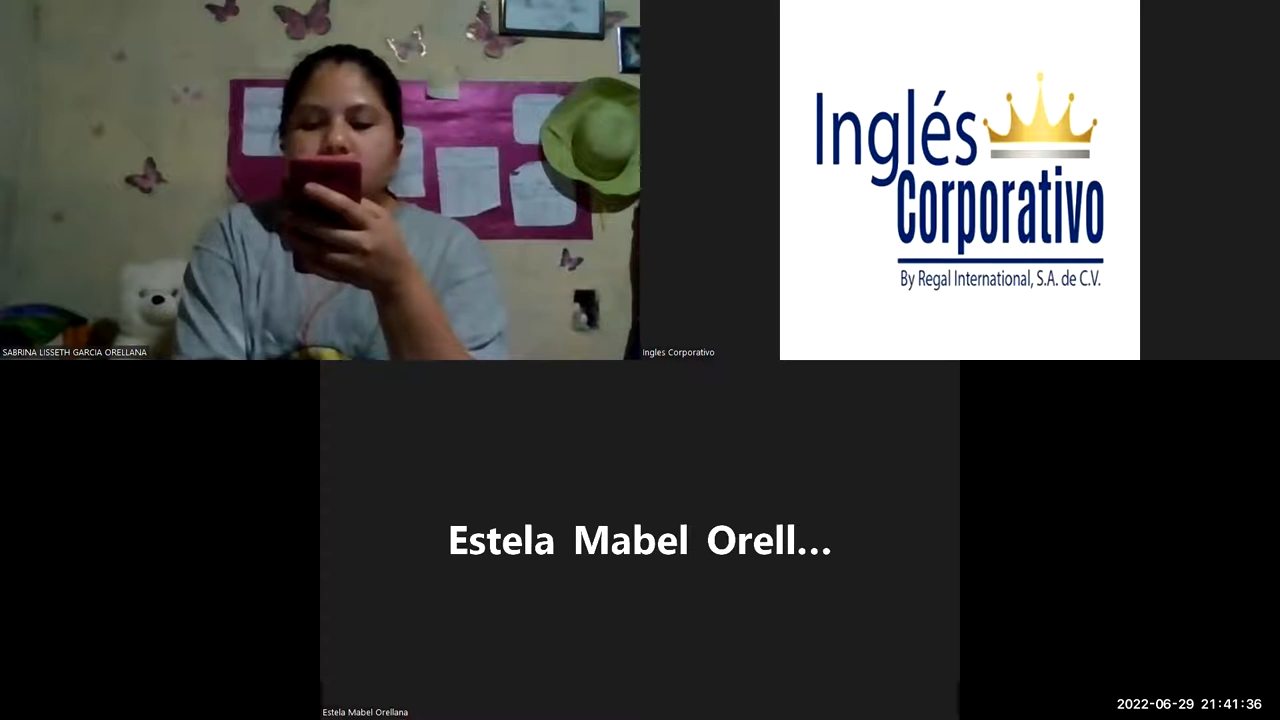 Inglés
Corporativo
By Regal International, S.A. de C.V.
SABRINA LISSETH GARCIA ORELLANA
Ingles Corporativo
Estela Mabel Orell...
Estela Mabel Orellana
2022-06-29 21:41:36